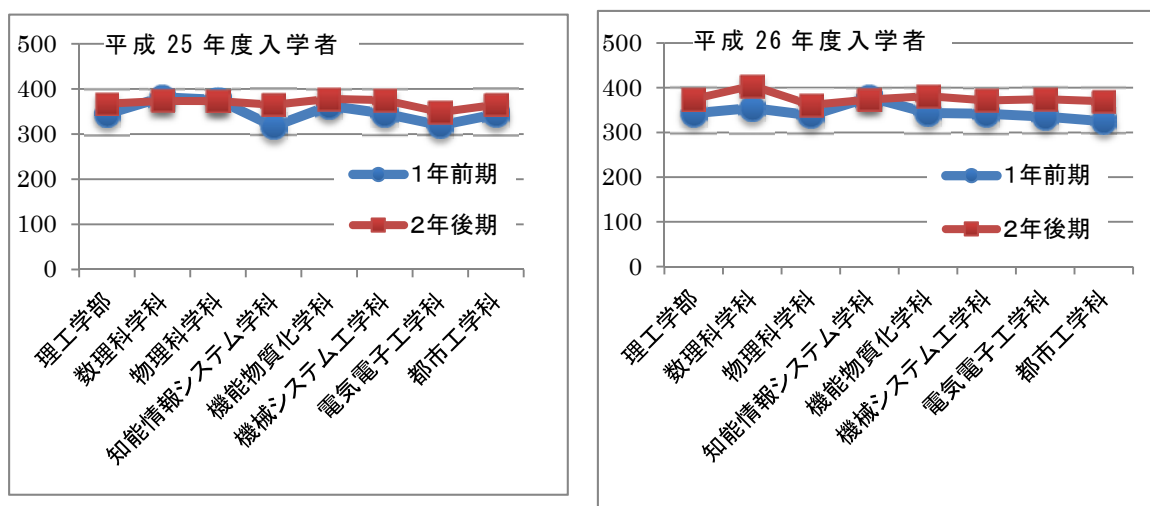 平成 25 年度入学者
500
400
300
200
100
0
1年前期
2年後期
理工学部
数理科学科
物理科学科
知能情報システム学科
機能物質化学科
機械システム工学科
電気電子工学科
都市工学科
平成 26 年度入学者
500
400
300
200
100
0
1年前期
2年後期
理工学部
数理科学科
物理科学科
知能情報システム学科
機能物質化学科
機械システム工学科
電気電子工学科
都市工学科